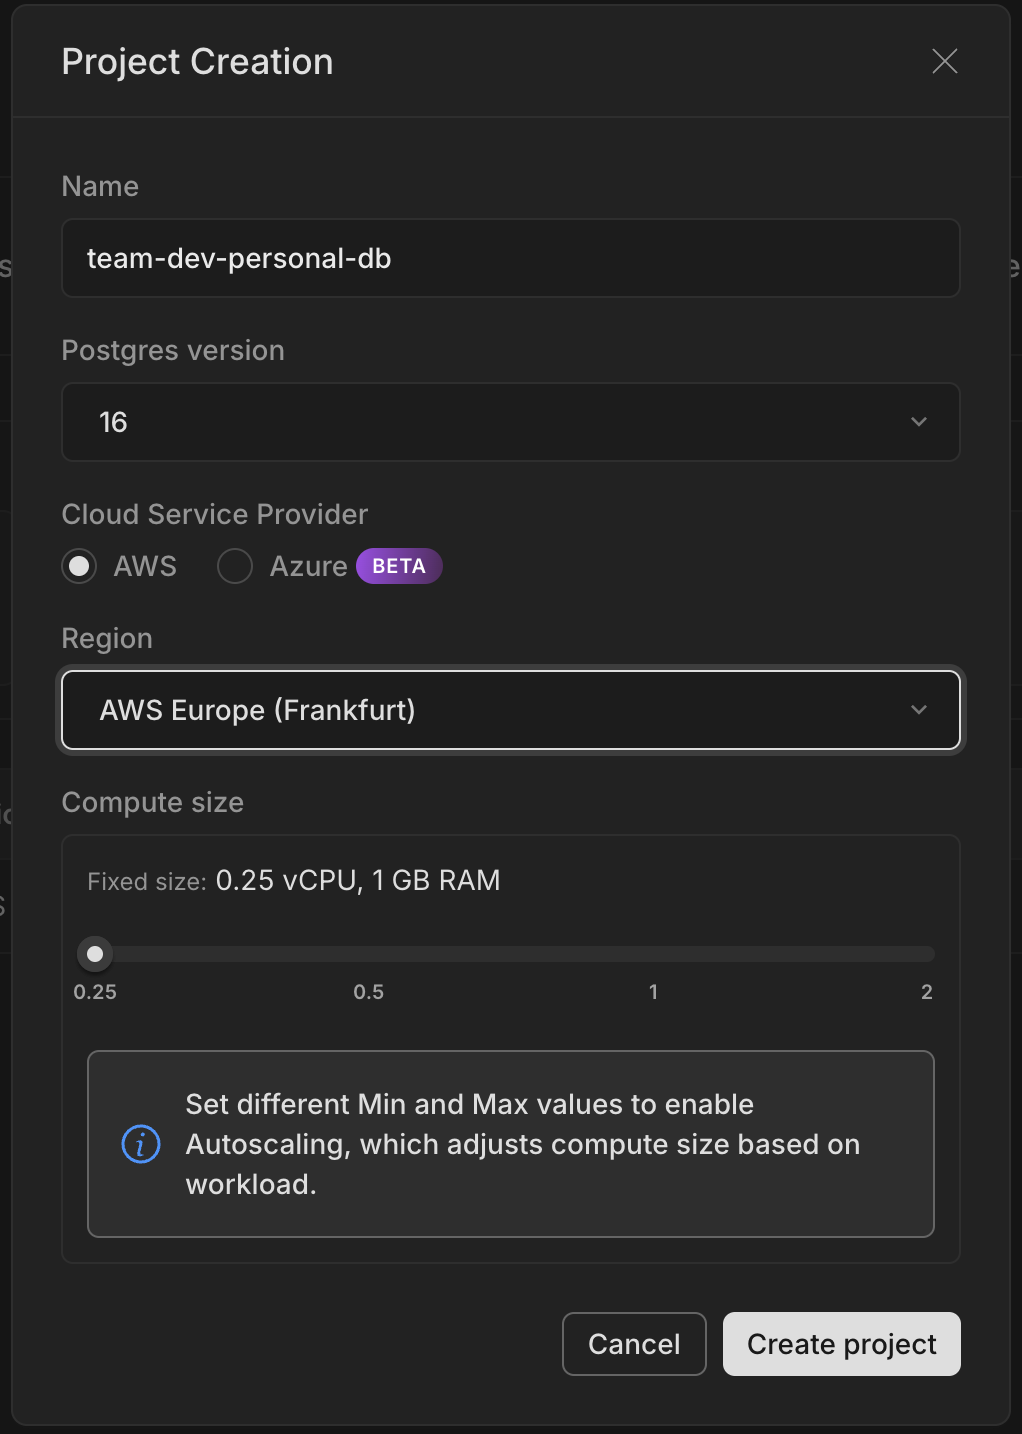 Project Creation
Name
team-dev-personal-db
Postgres version
16
Cloud Service Provider
AWS Azure BETA
Region
AWS Europe (Frankfurt)
Compute size
Fixed size: 0.25 vCPU, 1 GB RAM
0.25 0.5 1 2
Set different Min and Max values to enable
Autoscaling, which adjusts compute size based on
workload.
Cancel Create project